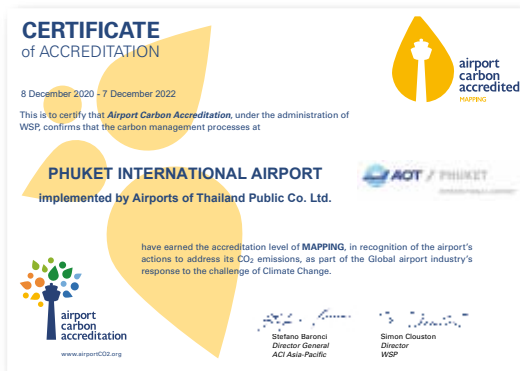 CERTIFICATE
of ACCREDITATION
airport
carbon
accredited
MAPPING
8 December 2020 - 7 December 2022
This is to certify that Airport Carbon Accreditation, under the administration of
WSP, confirms that the carbon management processes at
PHUKET INTERNATIONAL AIRPORT
AOT / PHUKET
implemented by Airports of Thailand Public Co. Ltd.
have earned the accreditation level of MAPPING, in recognition of the airport's
actions to address its CO₂ emissions, as part of the Global airport industry's
response to the challenge of Climate Change.
airport
carbon
accreditation
www.airportCO2.org
Stefano Baronci
Director General
ACI Asia-Pacific
Simon Clouston
Director
WSP